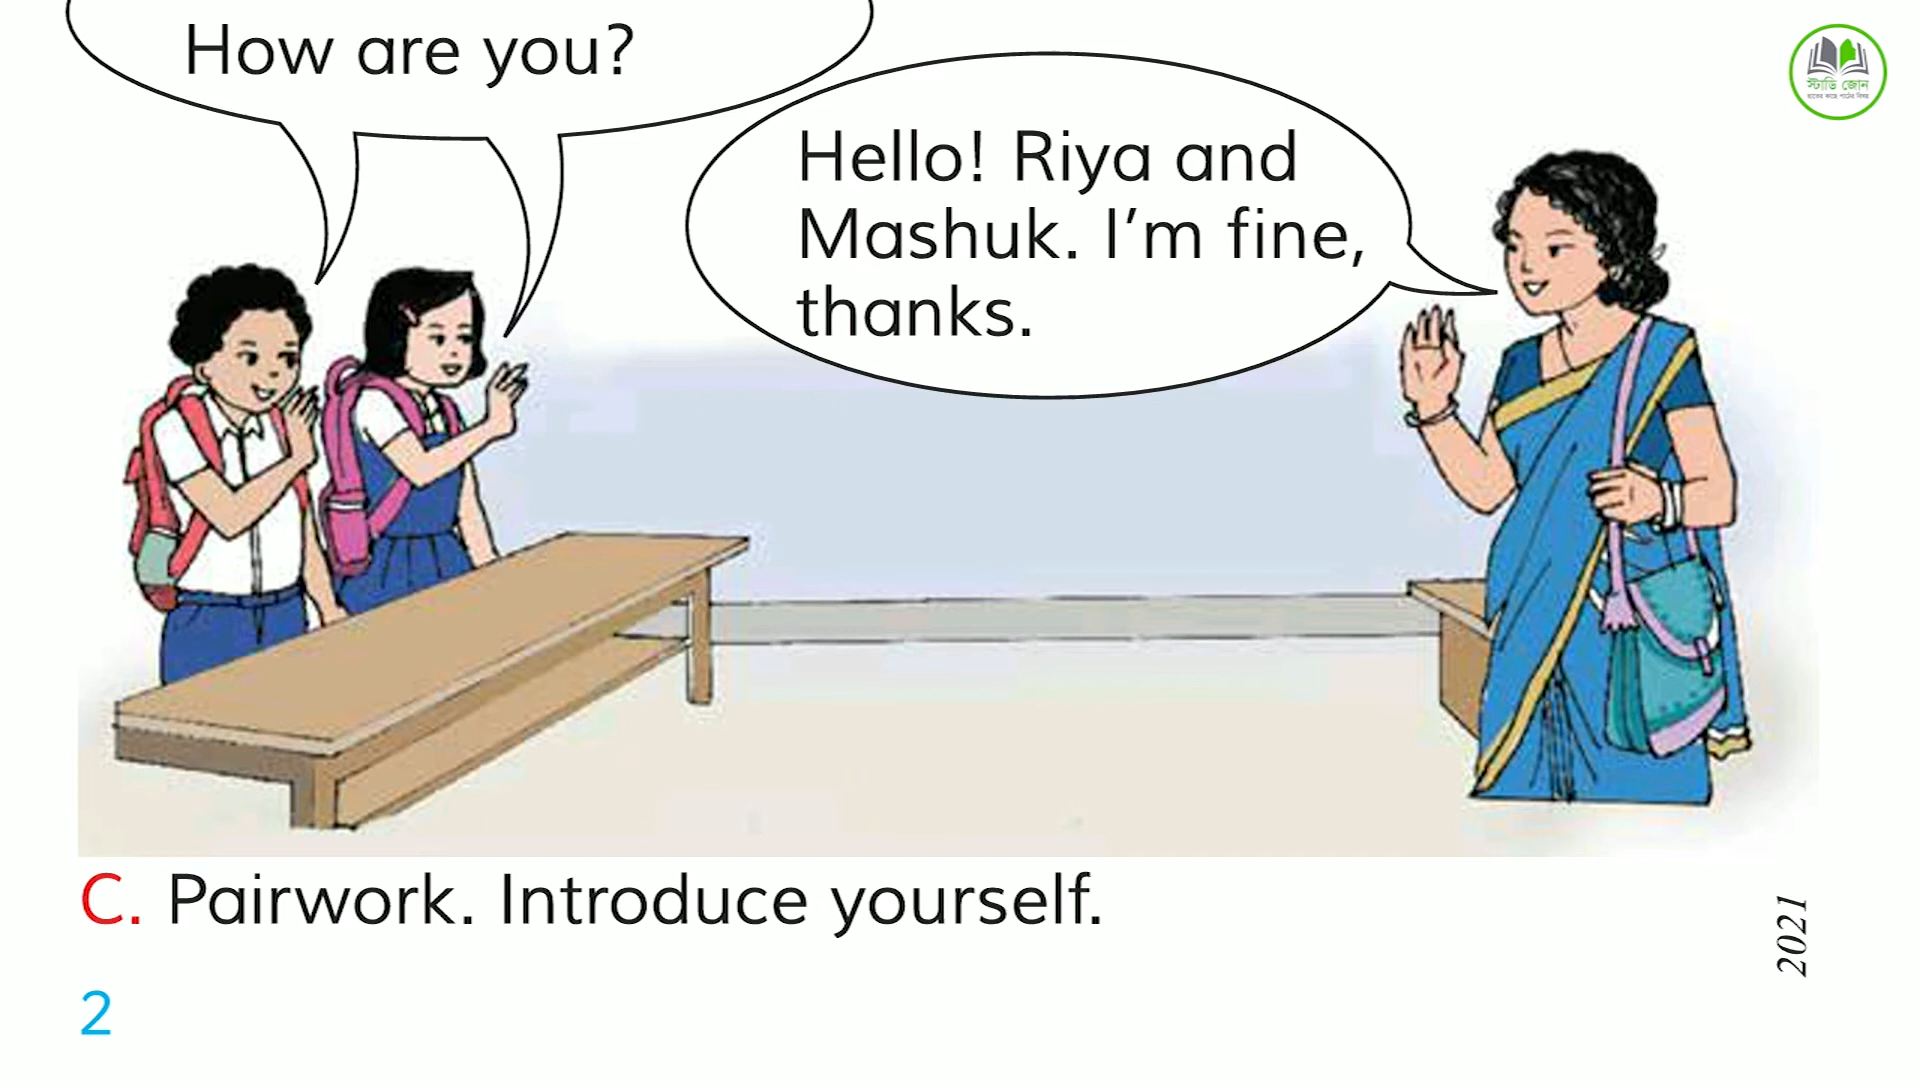 How are you?
Hello! Riya and
Mashuk. I’m fine,
thanks.
স্টাডি জোন
C. Pairwork. Introduce yourself.
2021
2